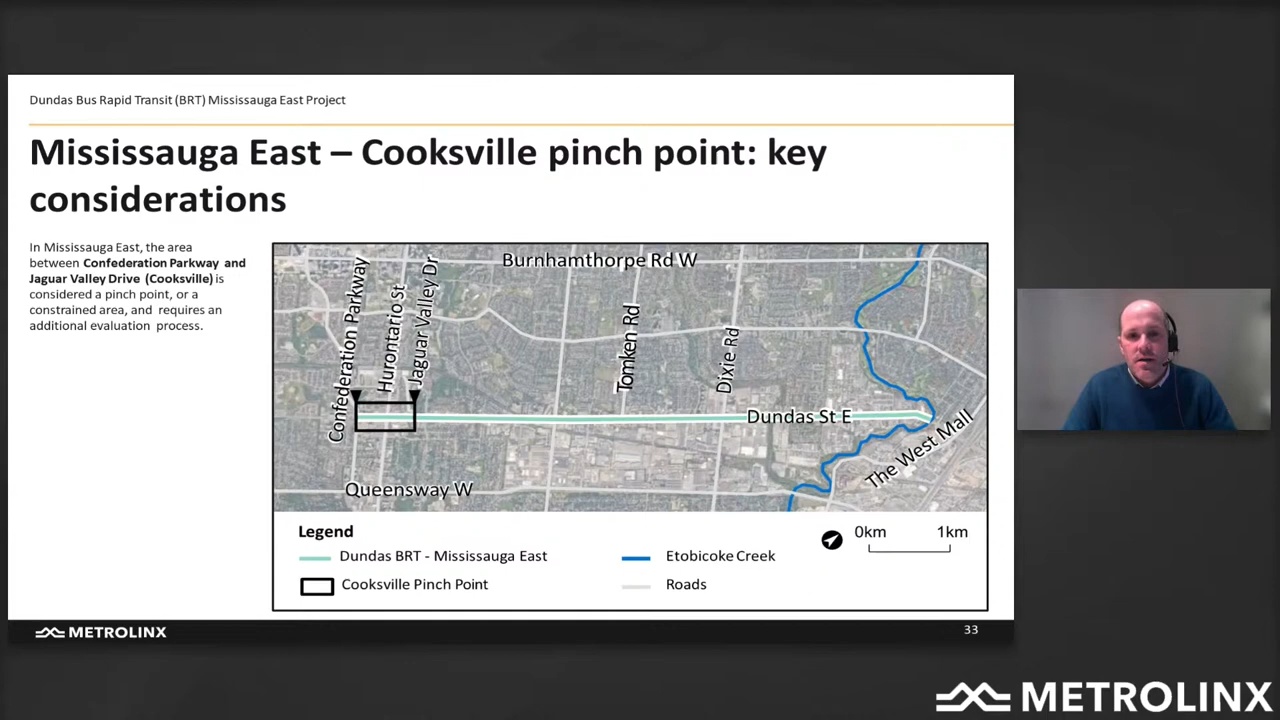 Dundas Bus Rapid Transit (BRT) Mississauga East Project
Mississauga East – Cooksville pinch point: key
considerations
In Mississauga East, the area
between Confederation Parkway and
Jaguar Valley Drive (Cooksville) is
considered a pinch point, or a
constrained area, and requires an
additional evaluation process.
Burnhamthorpe Rd W
Confederation Parkway
Hurontario St
Jaguar Valley Dr
Tomken Rd
Dixie Rd
Dundas St E
The West Mall
Queensway W
Legend
Dundas BRT - Mississauga East
Cooksville Pinch Point
Etobicoke Creek
Roads
0km 1km
METROLINX
33
METROLINX